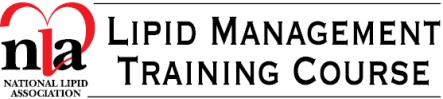 nla
NATIONAL LIPID
ASSOCIATION
LIPID MANAGEMENT
TRAINING COURSE